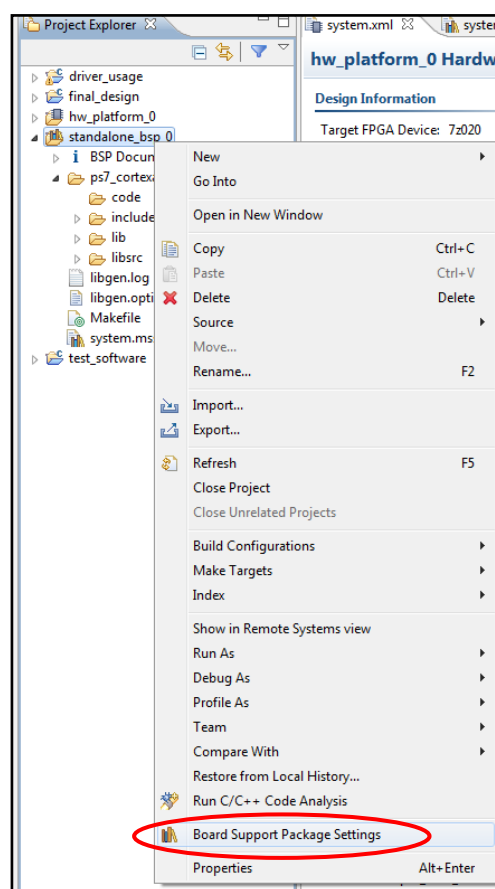 Project Explorer
system.xml
hw_platform_0 Hardw
Design Information
Target FPGA Device: 7z020
driver_usage
final_design
hw_platform_0
standalone_bsp_0
BSP Docum
ps7_cortexa
code
include
lib
libsrc
libgen.log
libgen.opti
Makefile
system.ms
test_software
New
Go Into
Open in New Window
Copy Ctrl+C
Paste Ctrl+V
Delete Delete
Source
Move...
Rename... F2
Import...
Export...
Refresh F5
Close Project
Close Unrelated Projects
Build Configurations
Make Targets
Index
Show in Remote Systems view
Run As
Debug As
Profile As
Team
Compare With
Restore from Local History...
Run C/C++ Code Analysis
Board Support Package Settings
Properties Alt+Enter